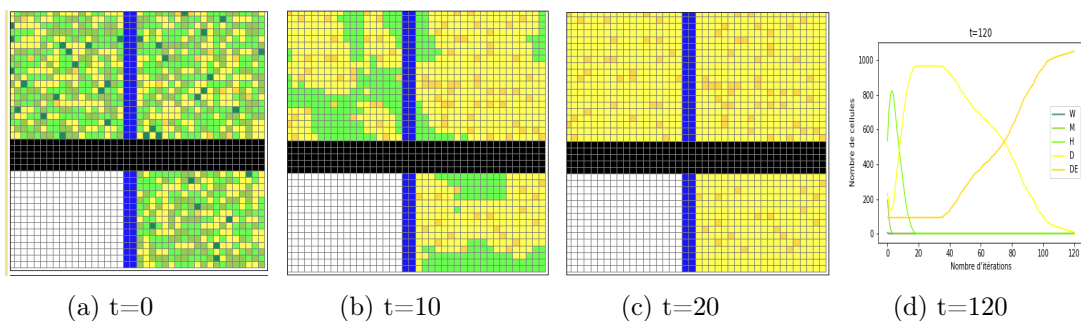 t=120
1000
800
600
400
200
0
Nombre de cellules
W
M
H
D
DE
0 20 40 60 80 100 120
Nombre d'itérations
(a) t=0 (b) t=10 (c) t=20 (d) t=120